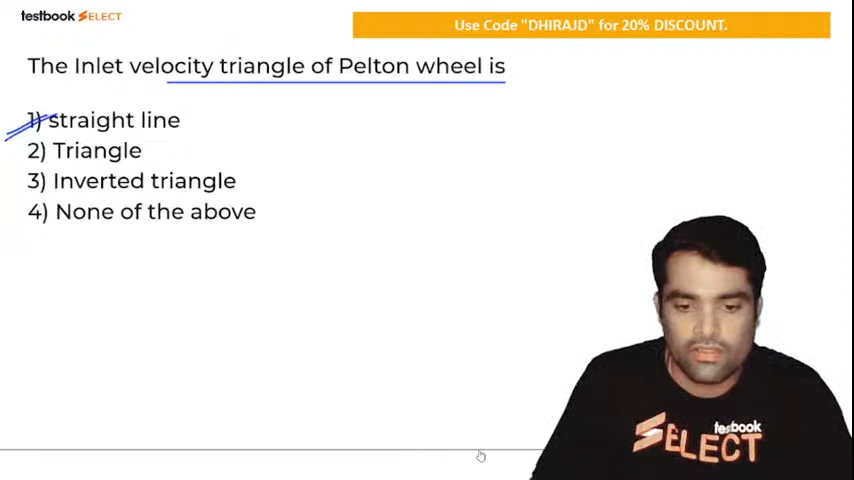 testbook SELECT
Use Code "DHIRAJD" for 20% DISCOUNT.
The Inlet velocity triangle of Pelton wheel is
1) straight line
2) Triangle
3) Inverted triangle
4) None of the above
testbook
SELECT